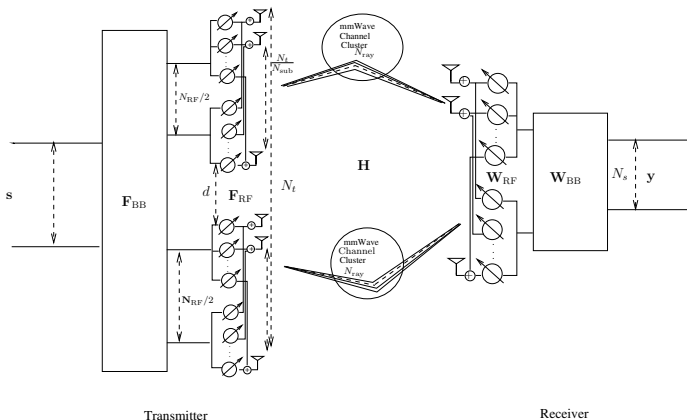 mmWave
Channel
Cluster
N_ray
N_t/N_sub
N_RF/2
s
F_BB
d
F_RF
N_t
H
W_RF
W_BB
N_s
y
N_RF/2
mmWave
Channel
Cluster
N_ray
Transmitter
Receiver